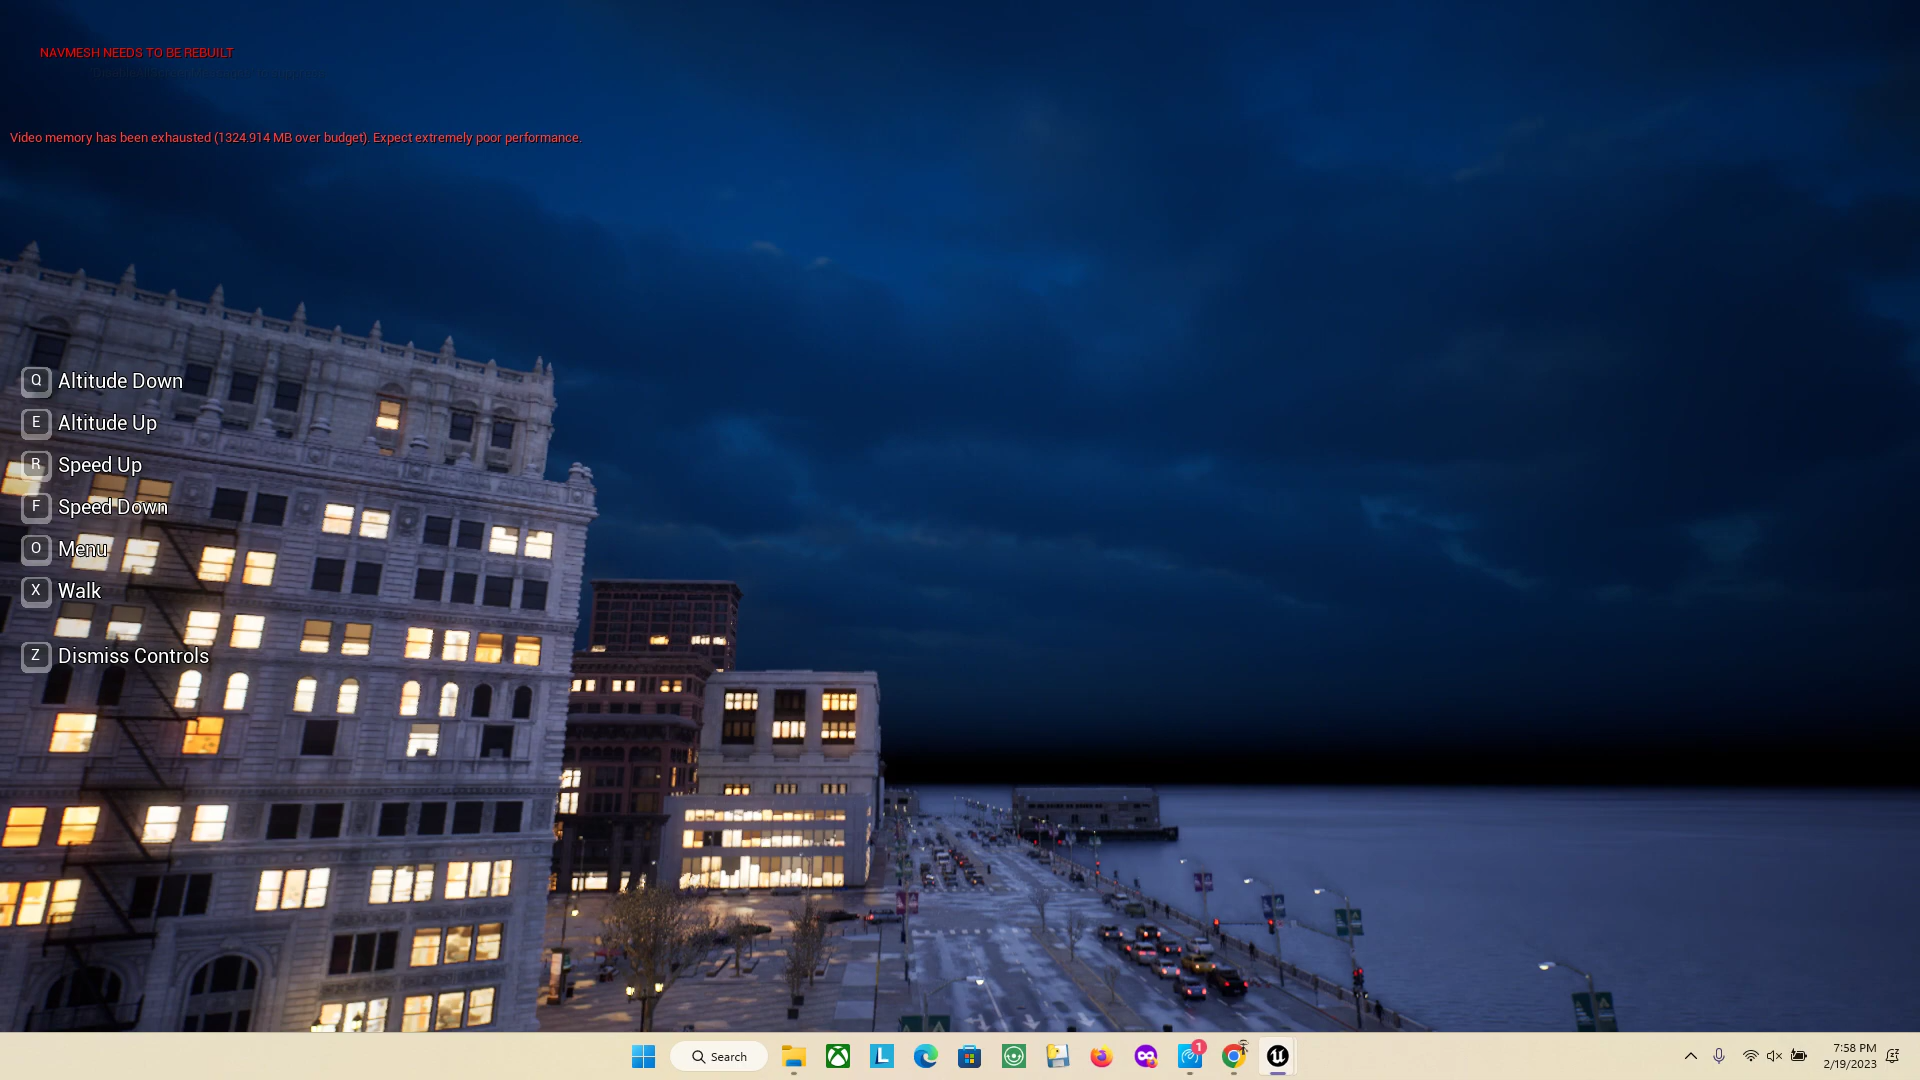 NAVMESH NEEDS TO BE REBUILT
Video memory has been exhausted (1324.914 MB over budget). Expect extremely poor performance.
Q Altitude Down
E Altitude Up
R Speed Up
F Speed Down
O Menu
X Walk
Z Dismiss Controls
Search
1
7:58 PM
2/19/2023